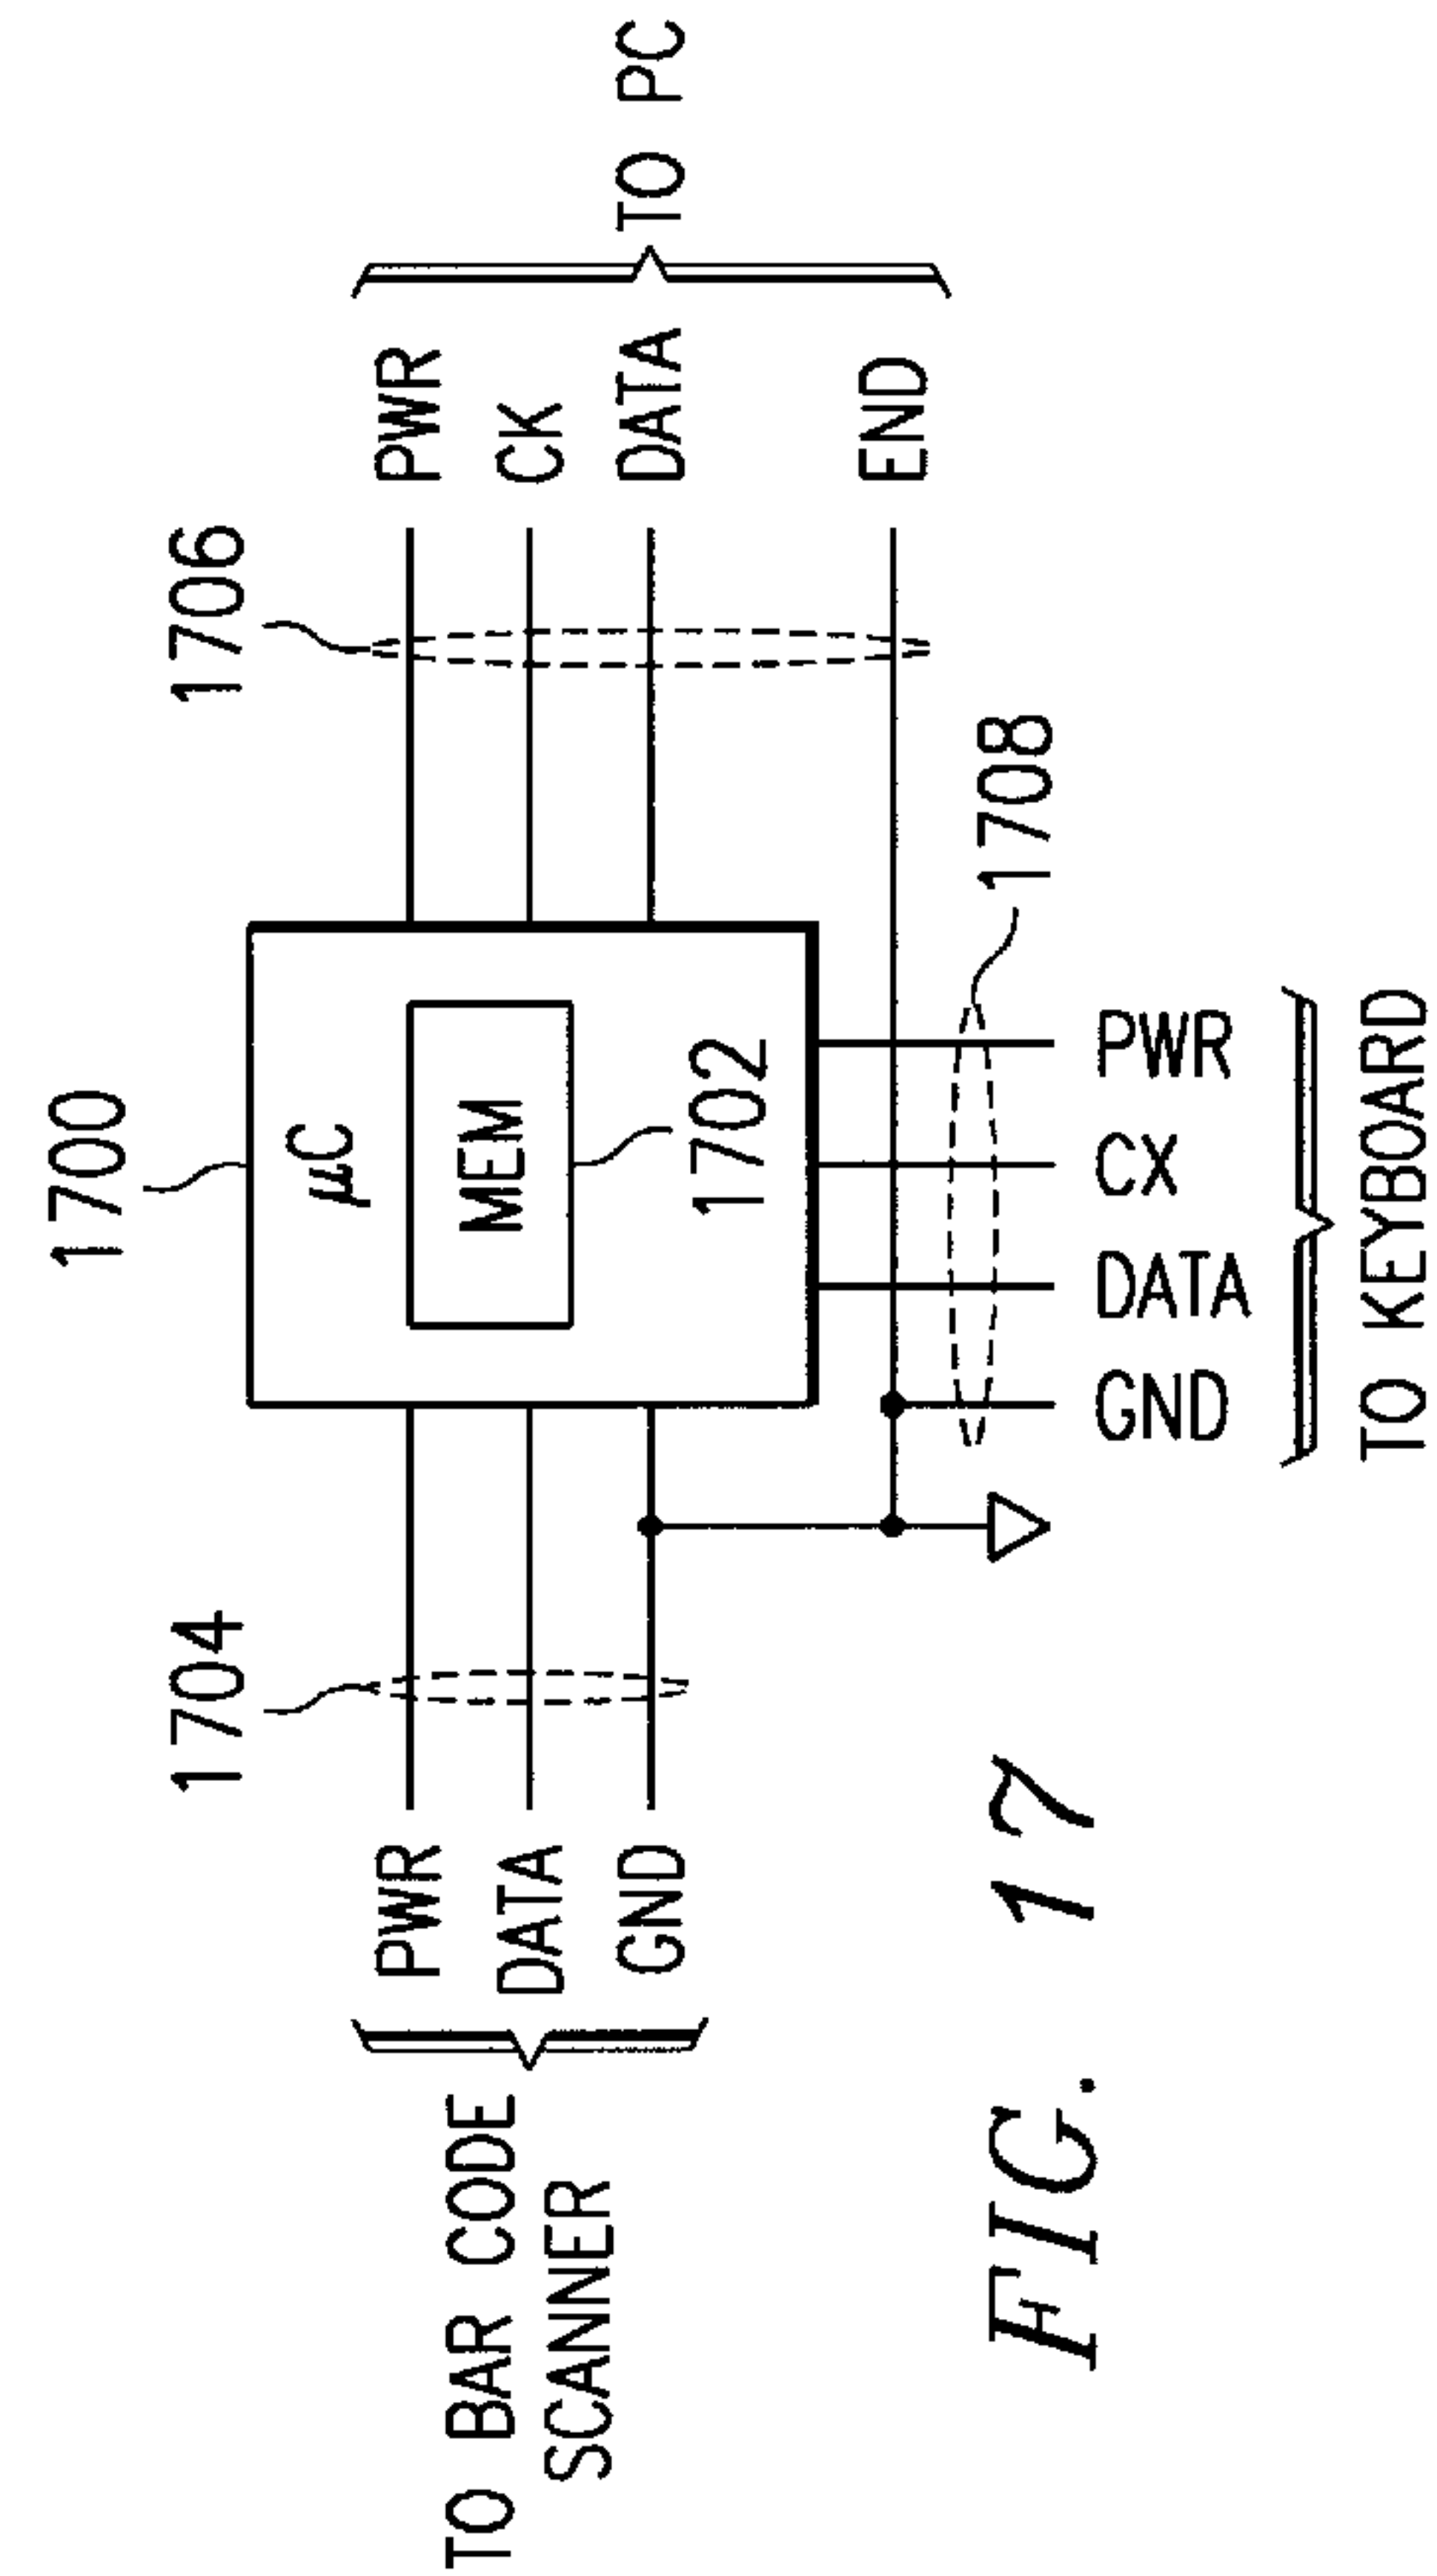 1700
µC
MEM
1702
1704
PWR
DATA
GND
TO BAR CODE
SCANNER
1706
PWR
CK
DATA
END
TO PC
1708
GND
DATA
CX
PWR
TO KEYBOARD
FIG. 17